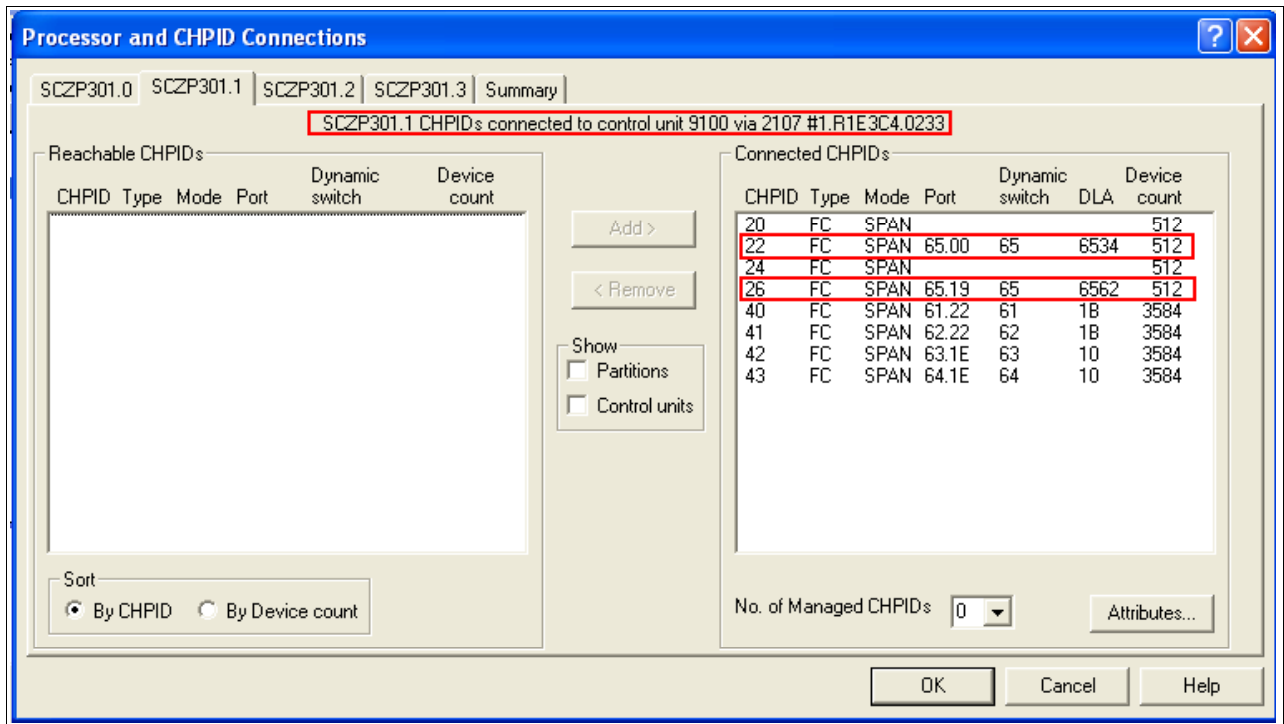 Processor and CHPID Connections
SCZP301.0 SCZP301.1 SCZP301.2 SCZP301.3 Summary
SCZP301.1 CHPIDs connected to control unit 9100 via 2107 #1.R1E3C4.0233
Reachable CHPIDs
CHPID Type Mode Port Dynamic switch Device count
Add >
< Remove
Show
Partitions
Control units
Sort
By CHPID By Device count
Connected CHPIDs
CHPID Type Mode Port Dynamic switch DLA Device count
20 FC SPAN 512
22 FC SPAN 65.00 65 6534 512
24 FC SPAN 512
26 FC SPAN 65.19 65 6562 512
40 FC SPAN 61.22 61 1B 3584
41 FC SPAN 62.22 62 1B 3584
42 FC SPAN 63.1E 63 10 3584
43 FC SPAN 64.1E 64 10 3584
No. of Managed CHPIDs 0 Attributes...
OK Cancel Help